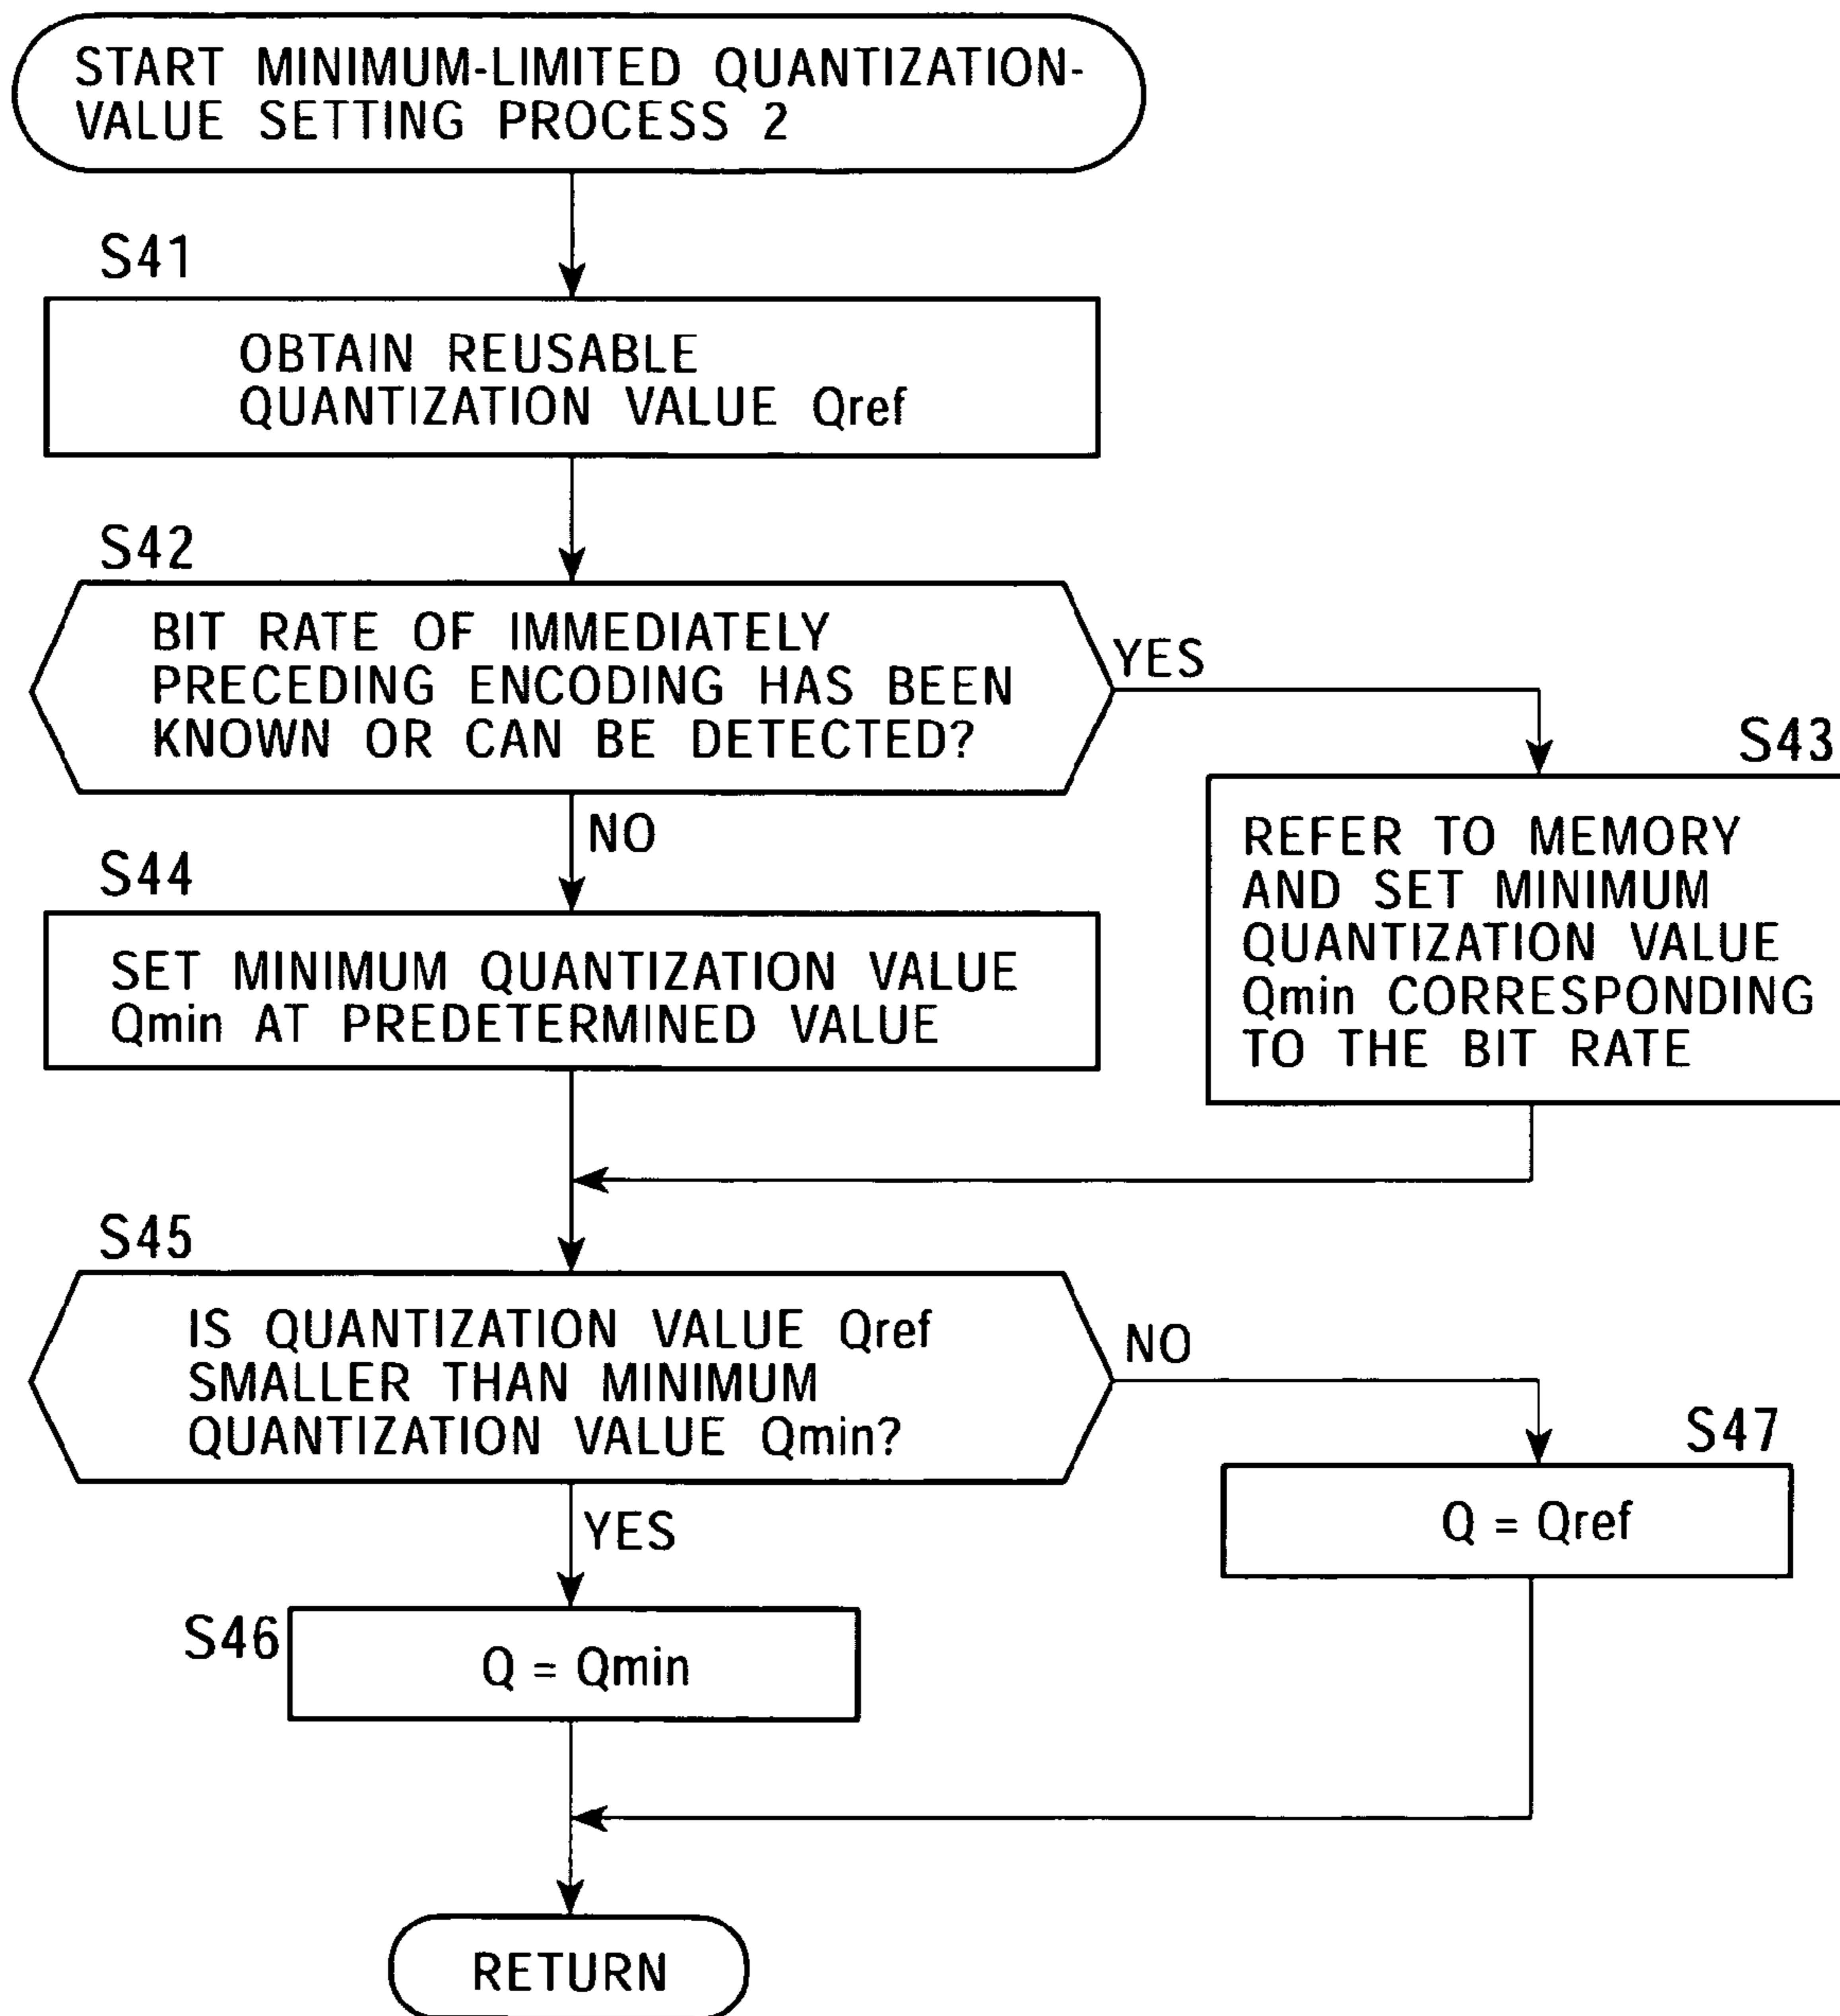 START MINIMUM-LIMITED QUANTIZATION-
VALUE SETTING PROCESS 2
S41
OBTAIN REUSABLE
QUANTIZATION VALUE Qref
S42
BIT RATE OF IMMEDIATELY
PRECEDING ENCODING HAS BEEN
KNOWN OR CAN BE DETECTED?
YES
S43
REFER TO MEMORY
AND SET MINIMUM
QUANTIZATION VALUE
Qmin CORRESPONDING
TO THE BIT RATE
NO
S44
SET MINIMUM QUANTIZATION VALUE
Qmin AT PREDETERMINED VALUE
S45
IS QUANTIZATION VALUE Qref
SMALLER THAN MINIMUM
QUANTIZATION VALUE Qmin?
NO
S47
Q = Qref
YES
S46
Q = Qmin
RETURN